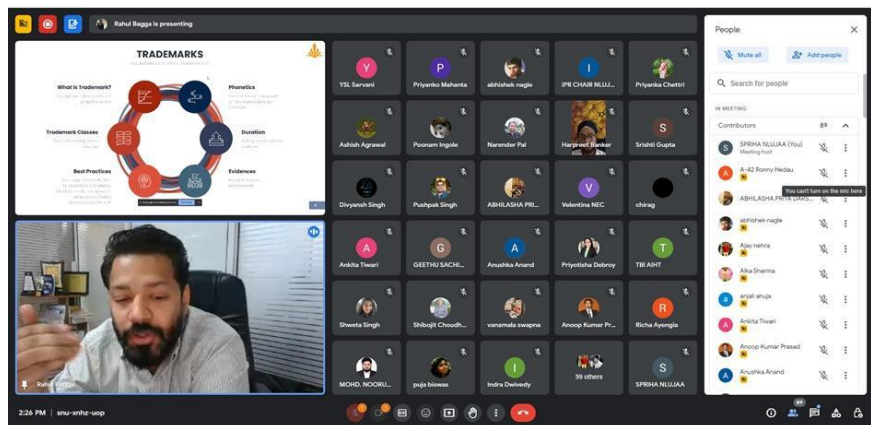 Rahul Bagga is presenting
TRADEMARKS
What is Trademark?
Phonetics
Trademark Classes
Duration
Best Practices
Evidences
YSL Sarvani
Priyanka Mahanta
abhishek nagle
IPR CHAIR NLUJ...
Priyanka Chettri
Ashish Agrawal
Poonam Ingole
Narender Pal
Harpreet Banker
Srishti Gupta
Divyansh Singh
Pushpak Singh
ABHILASHA PRI...
Valentina NEC
chirag
Ankita Tiwari
GEETHU SACHI...
Anushka Anand
Priyotisha Debroy
TBI AIHT
Shweta Singh
Shibojit Choudh...
vanamala swapna
Anoop Kumar Pr...
Richa Ayengia
MOHD. NOORU...
puja biswas
Indra Dwivedy
59 others
SPRIHA NLUJAA
Y
P
I
S
V
A
G
A
T
R
I
S
People
Mute all
Add people
Search for people
IN MEETING
Contributors 89
S SPRIHA NLUJAA (You)
Meeting host
A A-42 Ronny Hedau
You can't turn on the mic here
ABHILASHA PRIYA DARS...
abhishek nagle
Ajay nehra
Alka Sharma
a anjali ahuja
A Ankita Tiwari
Anoop Kumar Prasad
A Anushka Anand
2:26 PM | snu-xnhz-uop
89